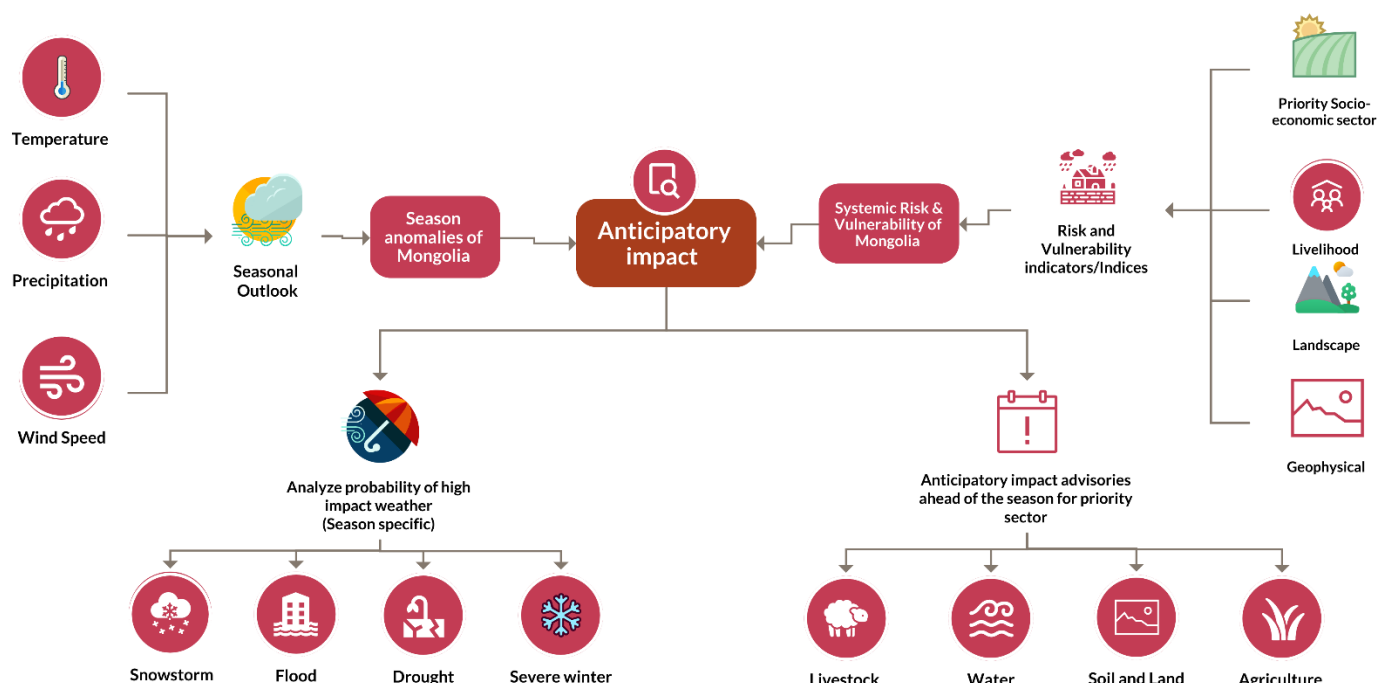 Temperature
Precipitation
Wind Speed
Seasonal
Outlook
Season
anomalies of
Mongolia
Anticipatory
impact
Systemic Risk &
Vulnerability of
Mongolia
Risk and
Vulnerability
indicators/Indices
Priority Socio-
economic sector
Livelihood
Landscape
Geophysical
Analyze probability of high
impact weather
(Season specific)
Anticipatory impact advisories
ahead of the season for priority
sector
Snowstorm
Flood
Drought
Severe winter
Livestock
Water
Soil and Land
Agriculture